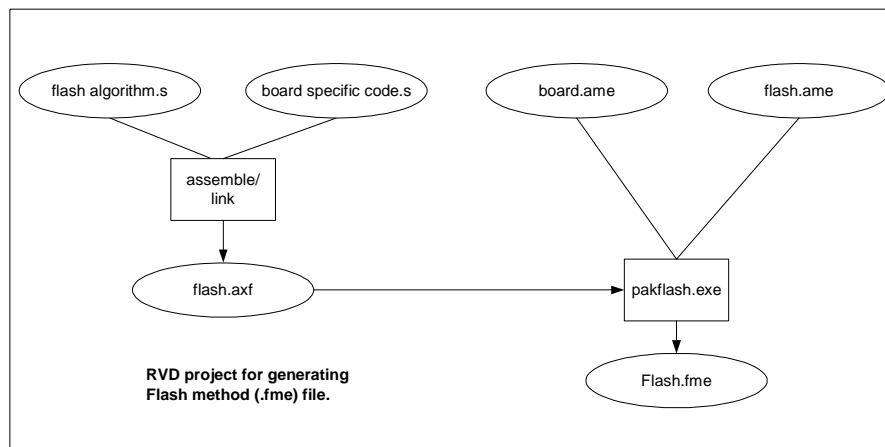 flash algorithm.s
board specific code.s
board.ame
flash.ame
assemble/
link
flash.axf
pakflash.exe
RVD project for generating
Flash method (.fme) file.
Flash.fme